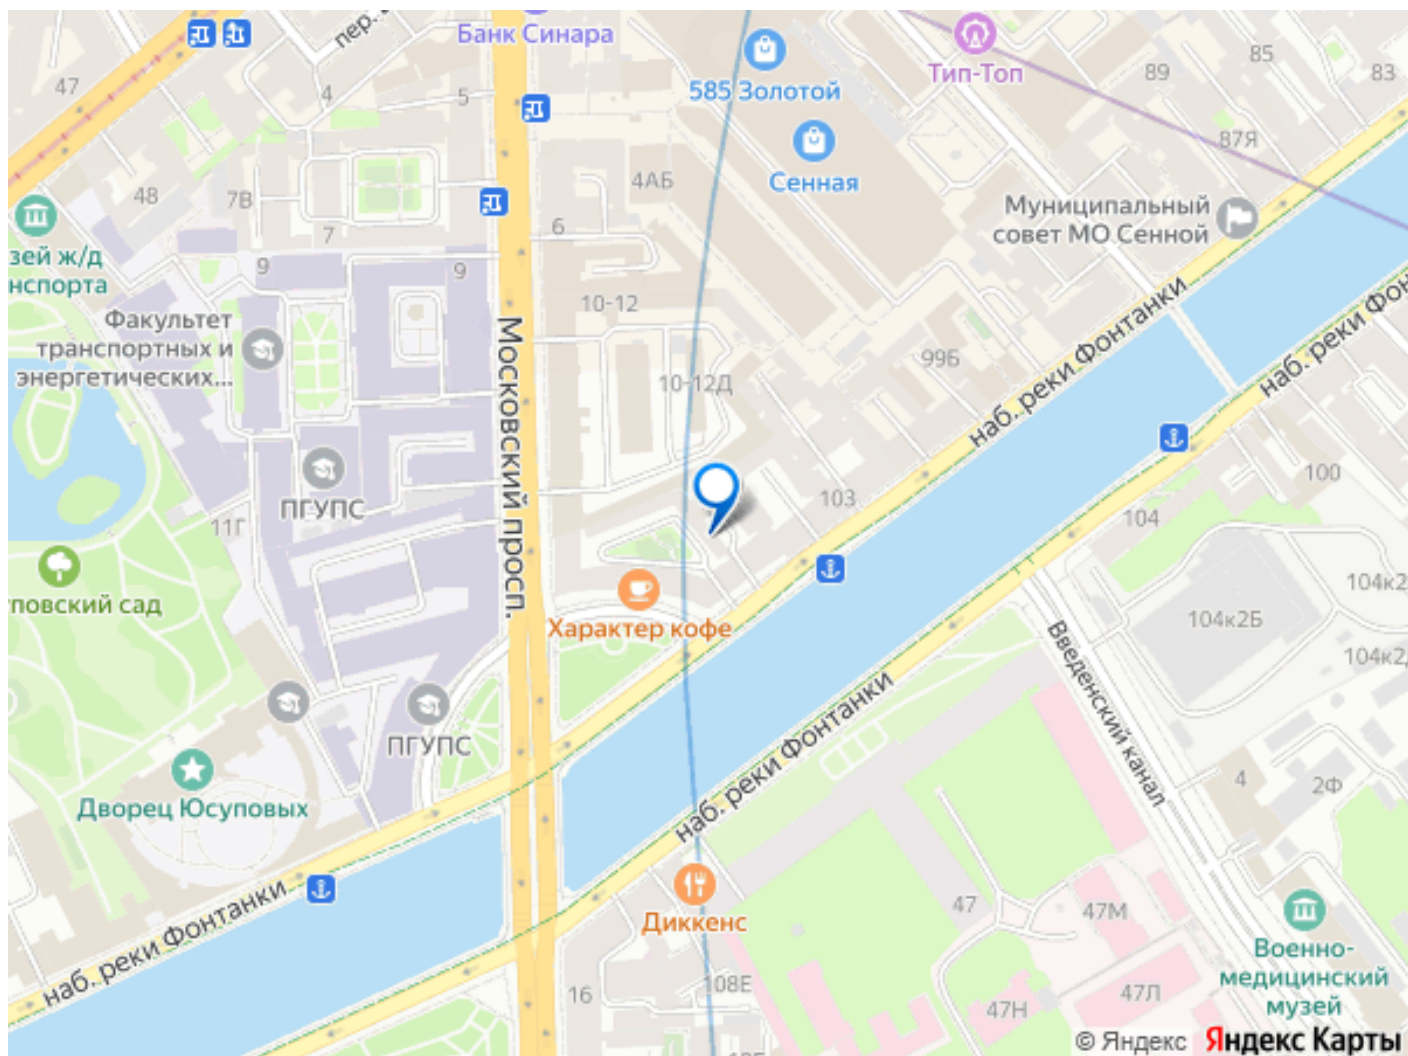 пер.
Банк Синара
47
4
5
585 Золотой
Тип-Топ
89
85
83
87Я
48
7В
7
4АБ
Сенная
6
Муниципальный
совет МО Сенной
зей ж/д
нспорта
9
9
10-12
Факультет
транспортных и
энергетических...
Московский просп.
10-12Д
99Б
наб. реки Фонтанки
наб. реки Фон
ПГУПС
11Г
103
104
100
повский сад
Характер кофе
104к2
104к2Б
104к2
Введенский канал
ПГУПС
Дворец Юсуповых
наб. реки Фонтанки
4
2Ф
наб. реки Фонтанки
Диккенс
47
47М
Военно-
медицинский
музей
16
108Е
47Н
47Л
© Яндекс Яндекс Карты